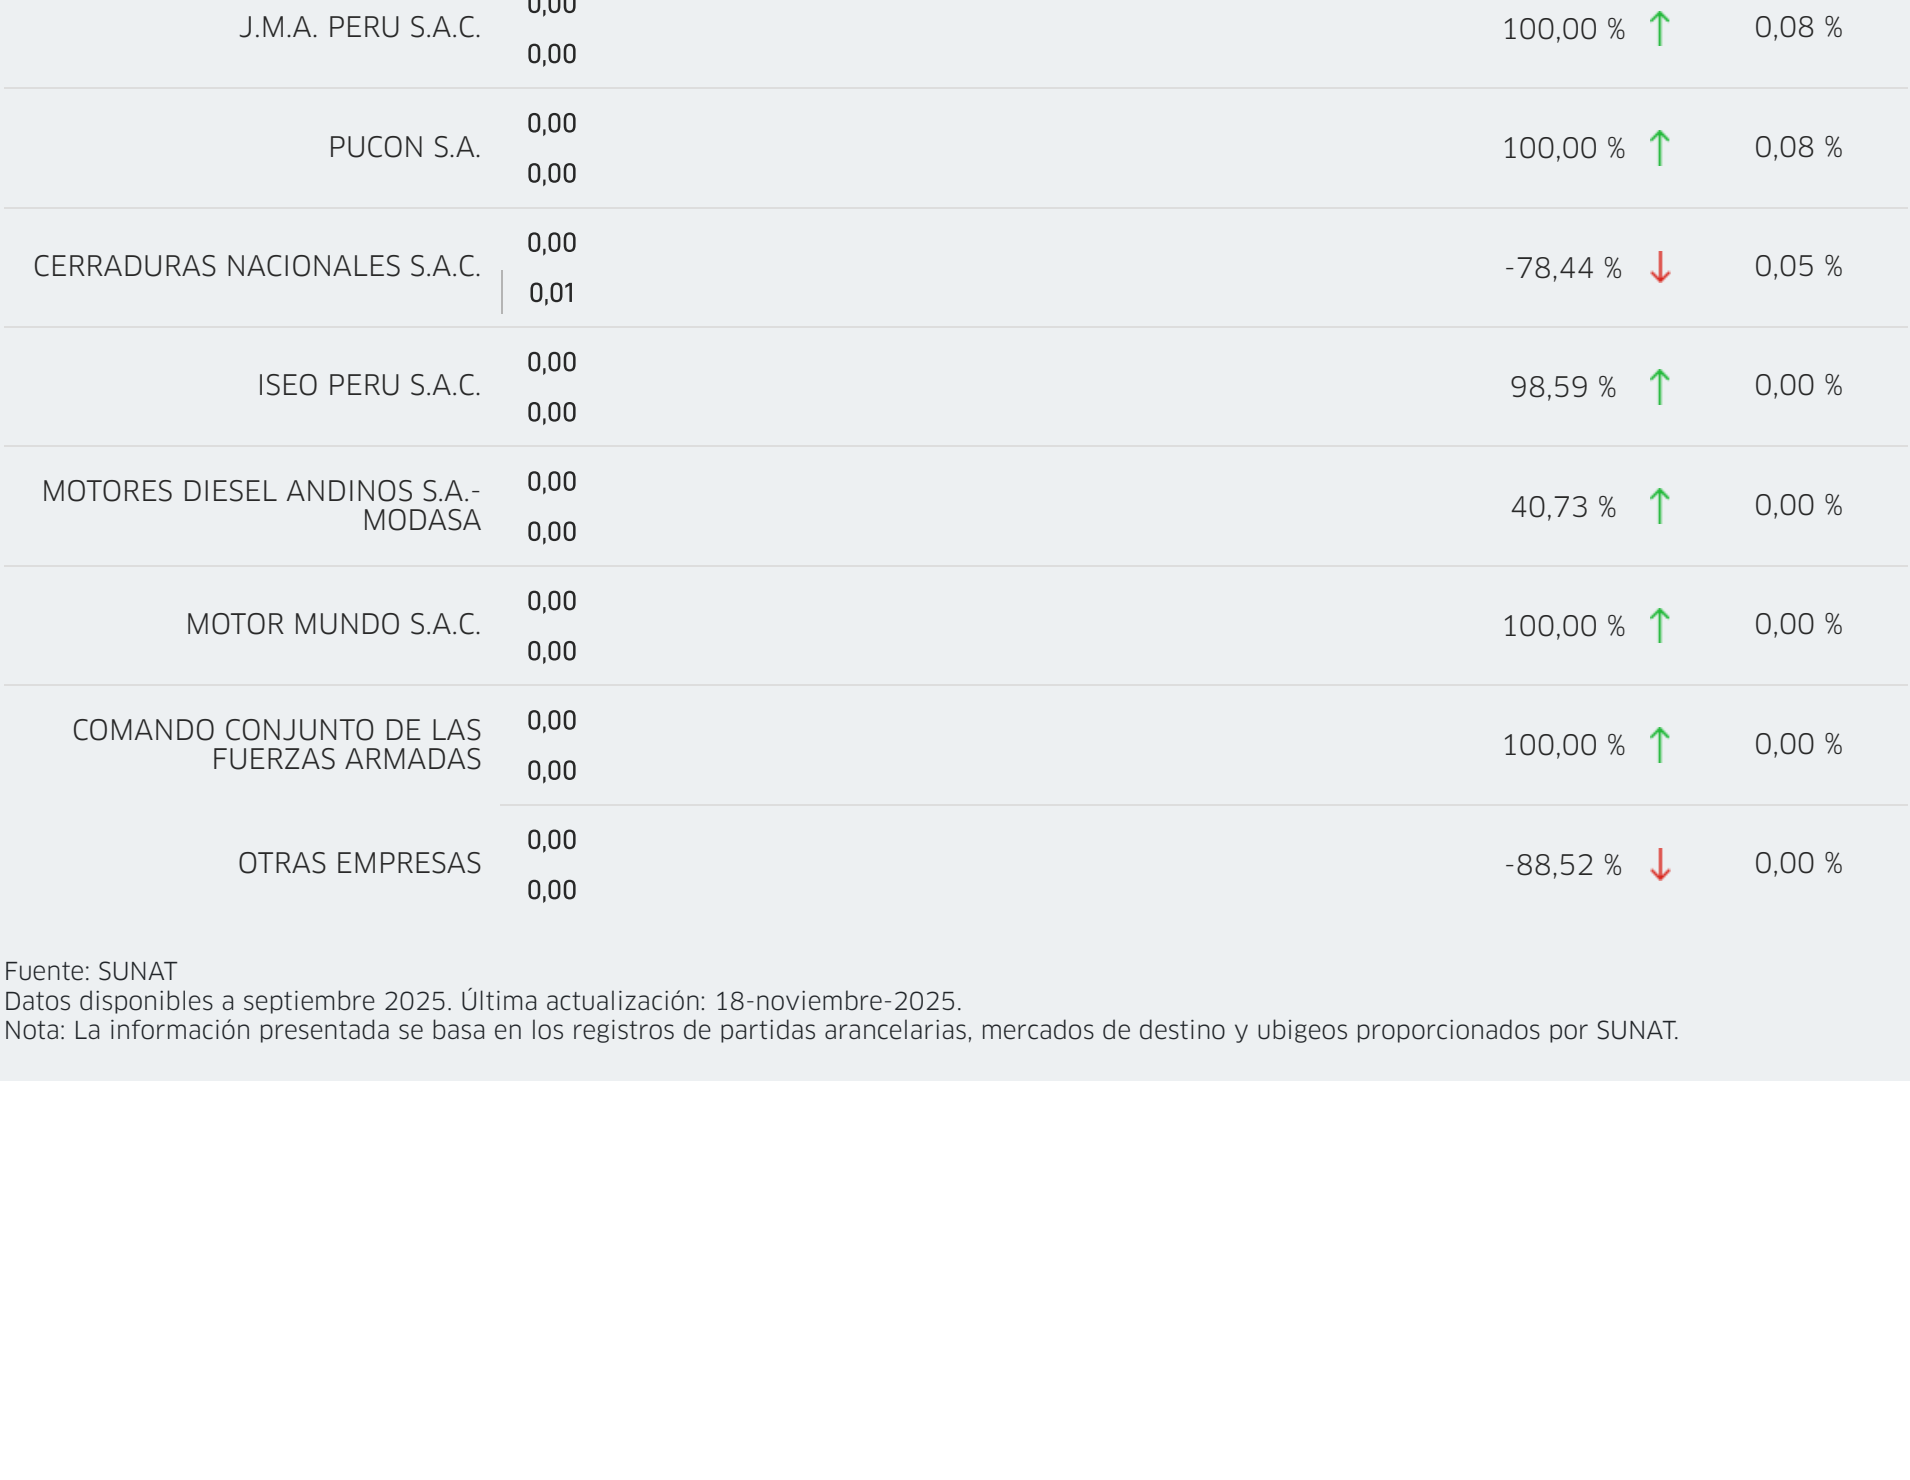 0,00
J.M.A. PERU S.A.C.
100,00 %
0,08 %
0,00
0,00
PUCON S.A.
100,00 %
0,08 %
0,00
0,00
CERRADURAS NACIONALES S.A.C.
-78,44 %
0,05 %
0,01
0,00
ISEO PERU S.A.C.
98,59 %
0,00 %
0,00
0,00
MOTORES DIESEL ANDINOS S.A.-
MODASA
40,73 %
0,00 %
0,00
0,00
MOTOR MUNDO S.A.C.
100,00 %
0,00 %
0,00
0,00
COMANDO CONJUNTO DE LAS
FUERZAS ARMADAS
100,00 %
0,00 %
0,00
0,00
OTRAS EMPRESAS
-88,52 %
0,00 %
0,00
Fuente: SUNAT
Datos disponibles a septiembre 2025. Última actualización: 18-noviembre-2025.
Nota: La información presentada se basa en los registros de partidas arancelarias, mercados de destino y ubigeos proporcionados por SUNAT.